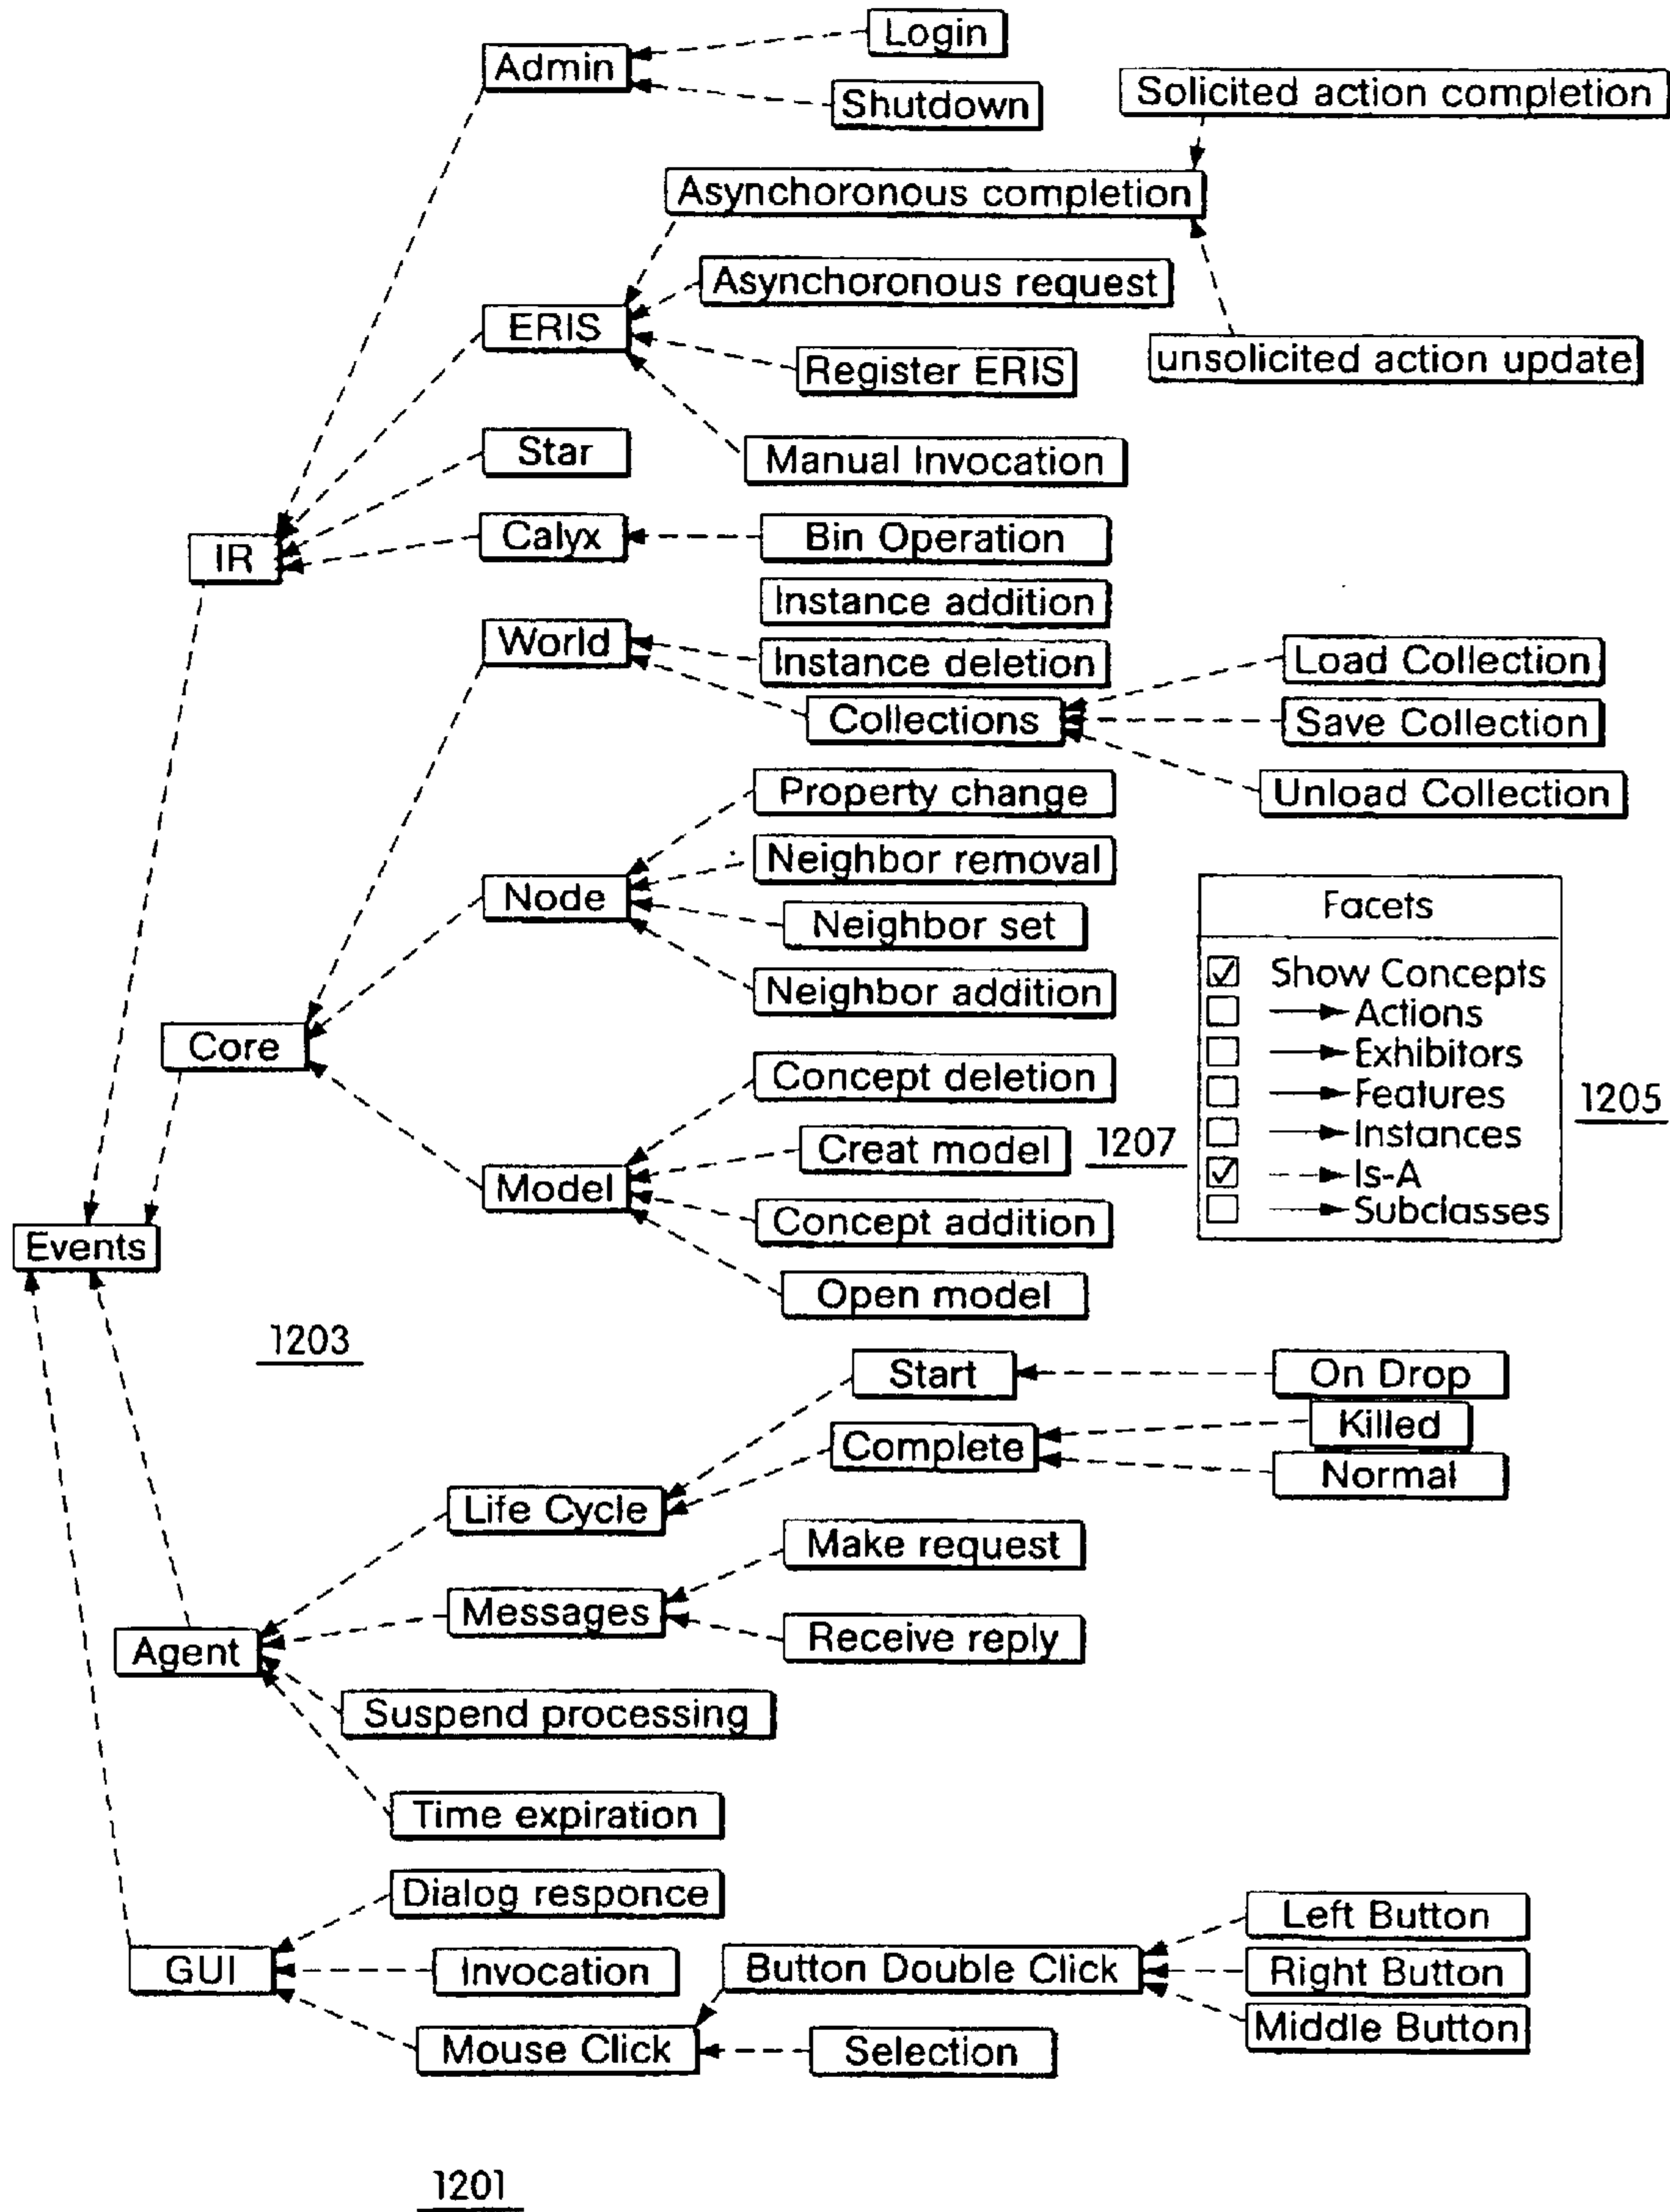 Login
Admin
Shutdown
Solicited action completion
Asynchoronous completion
Asynchoronous request
ERIS
Register ERIS
unsolicited action update
Star
Manual Invocation
IR
Calyx
Bin Operation
Instance addition
World
Instance deletion
Load Collection
Collections
Save Collection
Unload Collection
Property change
Neighbor removal
Node
Neighbor set
Neighbor addition
Facets
Show Concepts
Actions
Exhibitors
Features
Instances
Is-A
Subclasses
1205
Core
Concept deletion
Creat model
1207
Model
Concept addition
Open model
Events
1203
Start
On Drop
Killed
Complete
Normal
Life Cycle
Make request
Messages
Receive reply
Agent
Suspend processing
Time expiration
Dialog responce
GUI
Invocation
Button Double Click
Left Button
Right Button
Middle Button
Mouse Click
Selection
1201